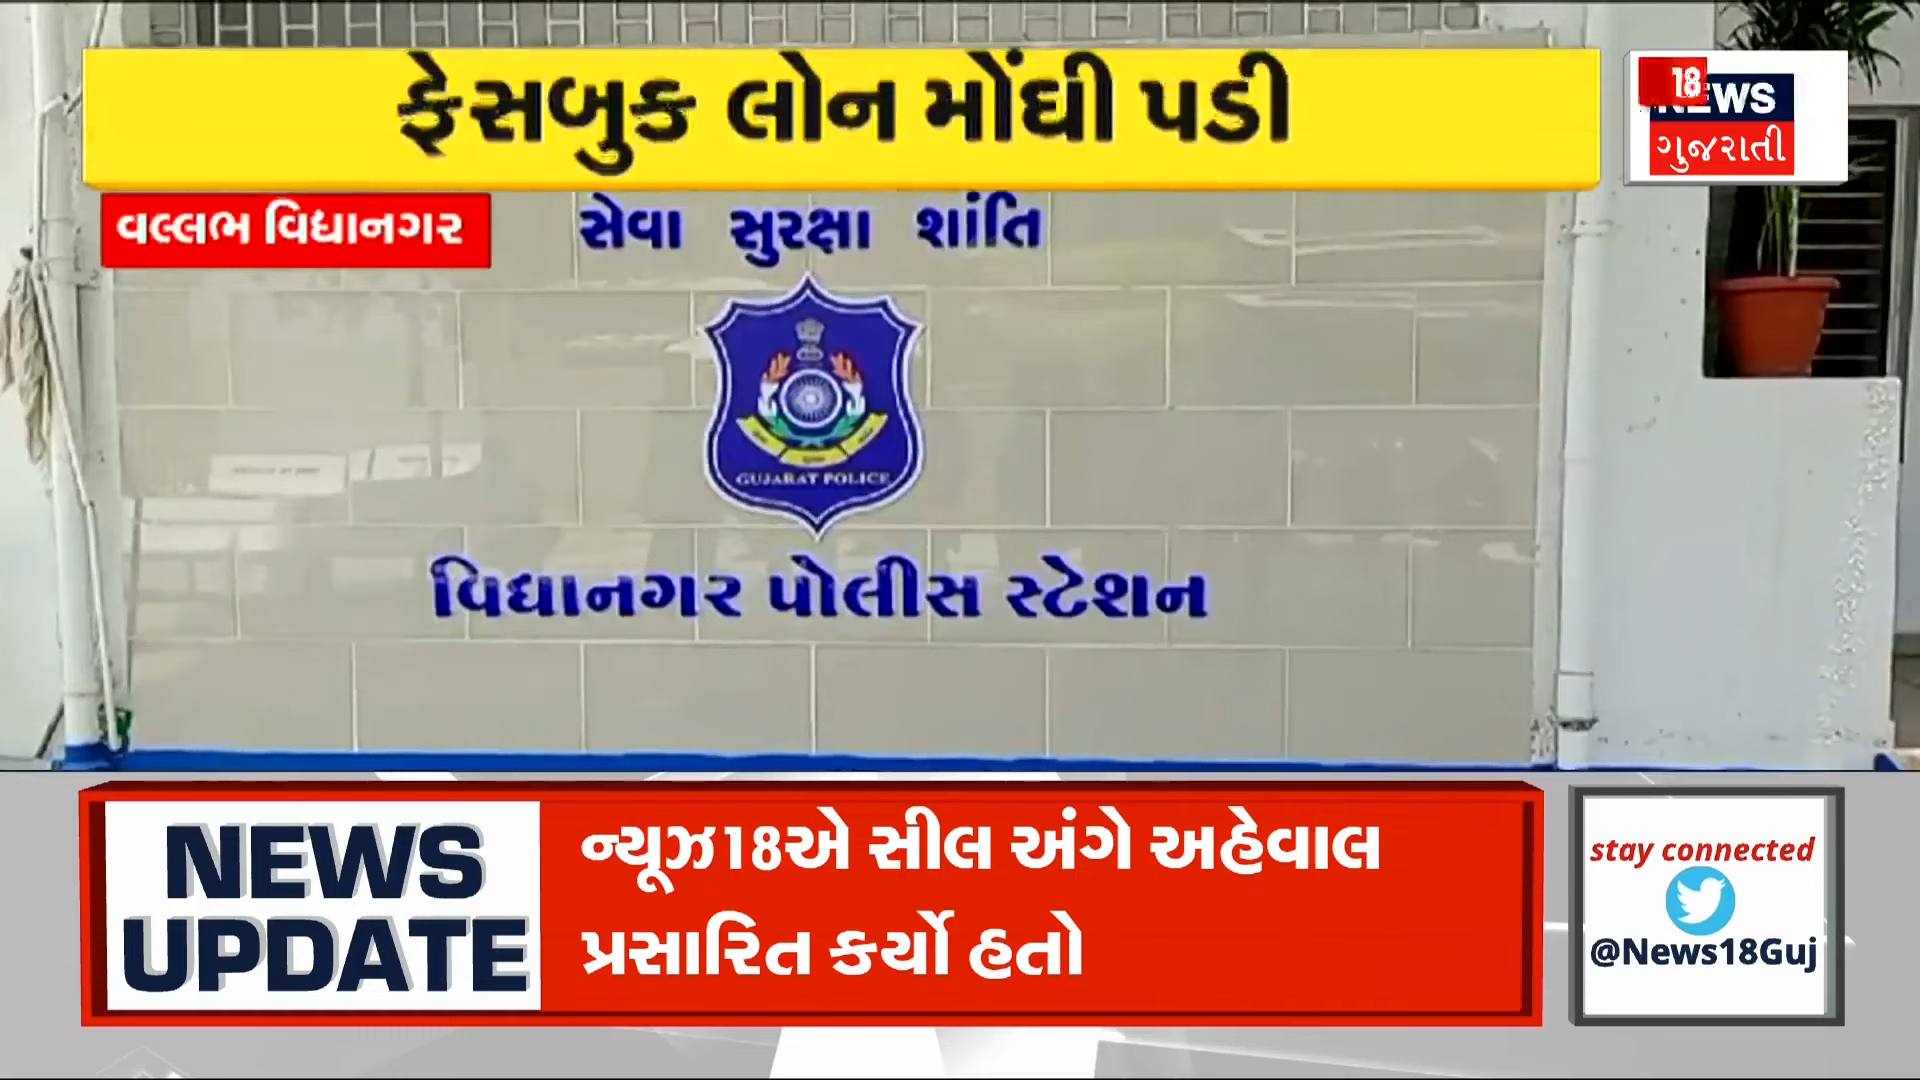 ફેસબુક લોન મોંઘી પડી
18
NEWS
ગુજરાતી
વલ્લભ વિદ્યાનગર
સેવા સુરક્ષા શાંતિ
GUJARAT POLICE
વિદ્યાનગર પોલીસ સ્ટેશન
NEWS
UPDATE
ન્યૂઝ18એ સીલ અંગે અહેવાલ
પ્રસારિત કર્યો હતો
stay connected
@News18Guj